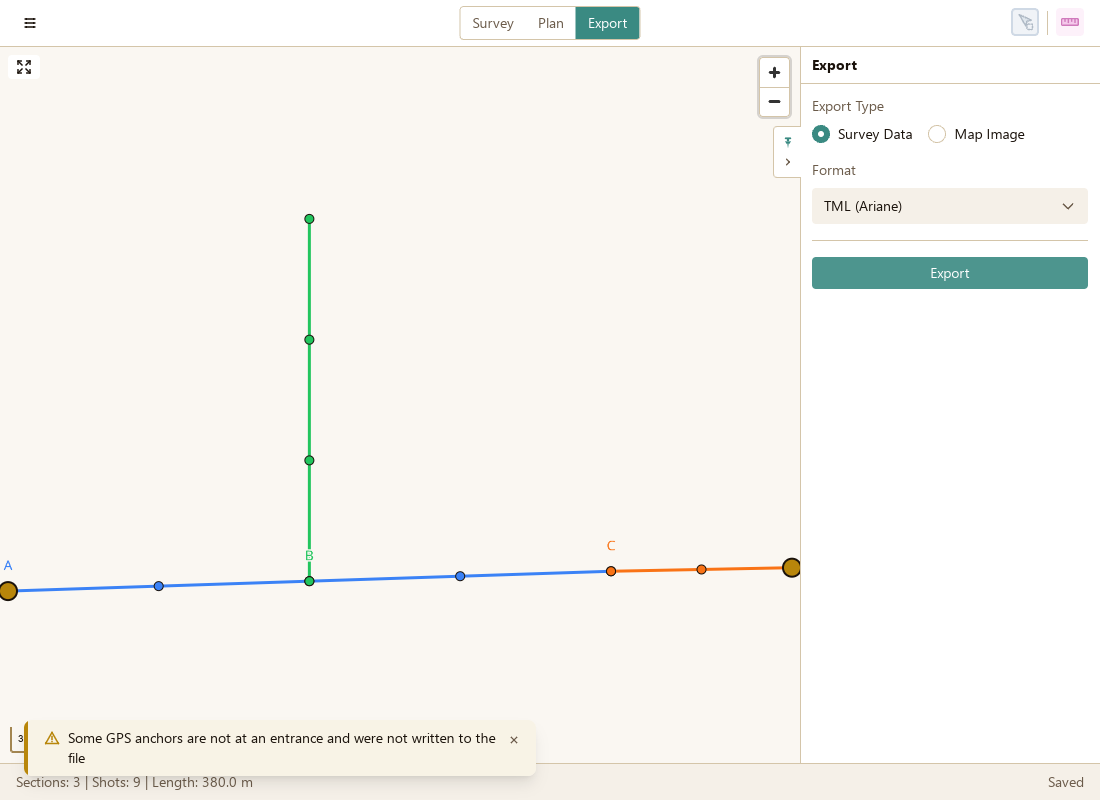 Survey Plan Export
Export
Export Type
Survey Data Map Image
Format
TML (Ariane)
Export
B
C
A
3
Some GPS anchors are not at an entrance and were not written to the
file
Sections: 3 | Shots: 9 | Length: 380.0 m
Saved